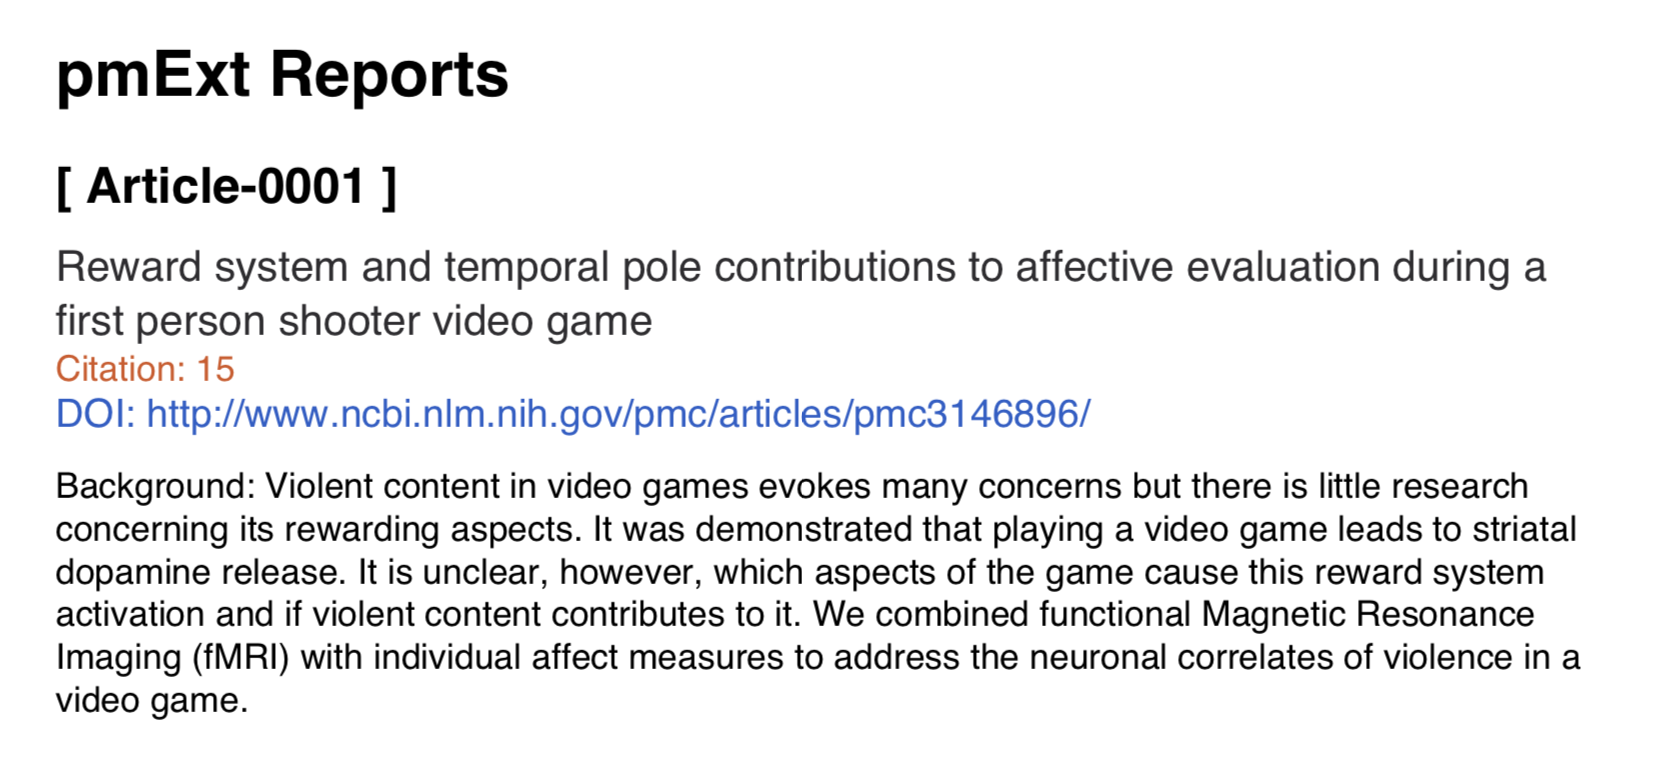 pmExt Reports
[ Article-0001 ]
Reward system and temporal pole contributions to affective evaluation during a
first person shooter video game
Citation: 15
DOI: http://www.ncbi.nlm.nih.gov/pmc/articles/pmc3146896/
Background: Violent content in video games evokes many concerns but there is little research
concerning its rewarding aspects. It was demonstrated that playing a video game leads to striatal
dopamine release. It is unclear, however, which aspects of the game cause this reward system
activation and if violent content contributes to it. We combined functional Magnetic Resonance
Imaging (fMRI) with individual affect measures to address the neuronal correlates of violence in a
video game.